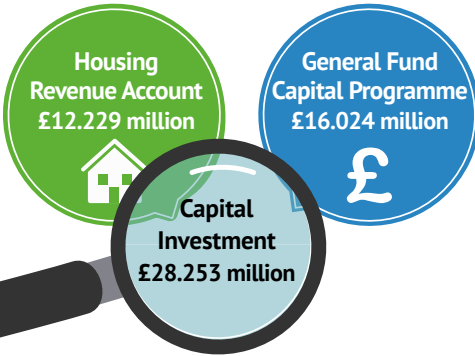 Housing
Revenue Account
£12.229 million
General Fund
Capital Programme
£16.024 million
£
Capital
Investment
£28.253 million